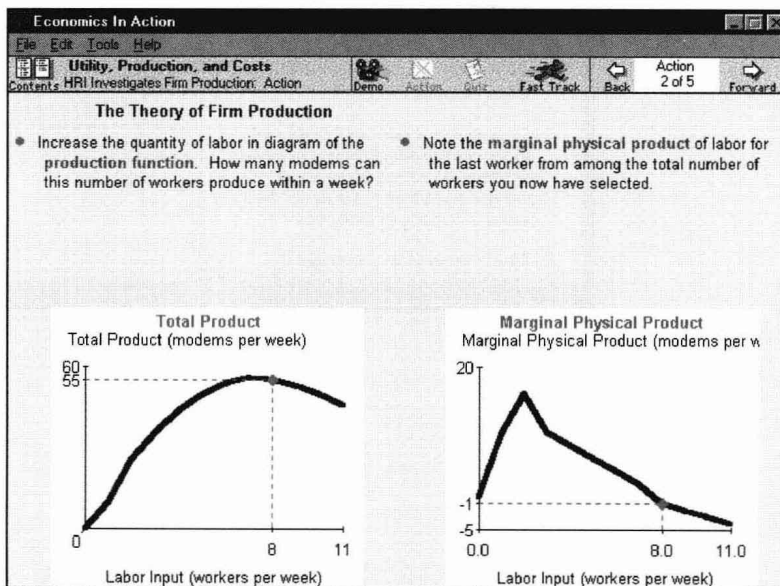 Economics In Action
File Edit Tools Help
Contents
Utility, Production, and Costs
HRI Investigates Firm Production: Action
Demo
Action
Quiz
Fast Track
Back
Action
2 of 5
Forward
The Theory of Firm Production
Increase the quantity of labor in diagram of the
production function. How many modems can
this number of workers produce within a week?
Note the marginal physical product of labor for
the last worker from among the total number of
workers you now have selected.
Total Product
Total Product (modems per week)
60
55
0
8
11
Labor Input (workers per week)
Marginal Physical Product
Marginal Physical Product (modems per w
20
-1
-5
0.0
8.0
11.0
Labor Input (workers per week)